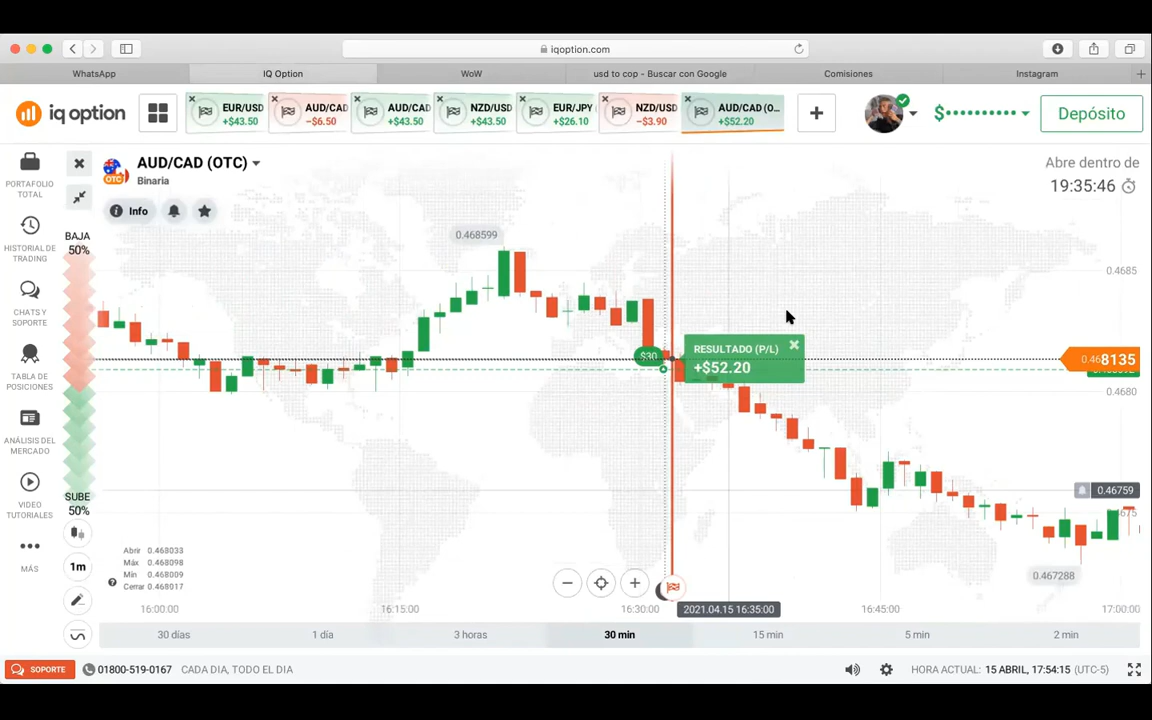 iqoption.com
WhatsApp
IQ Option
WoW
usd to cop - Buscar con Google
Comisiones
Instagram
iq option
EUR/USD
+$43.50
AUD/CAD
-$6.50
AUD/CAD
+$43.50
NZD/USD
+$43.50
EUR/JPY
+$26.10
NZD/USD
-$3.90
AUD/CAD (O...
+$52.20
Depósito
PORTAFOLIO
TOTAL
HISTORIAL DE
TRADING
CHATS Y
SOPORTE
TABLA DE
POSICIONES
ANÁLISIS DEL
MERCADO
VIDEO
TUTORIALES
MÁS
AUD/CAD (OTC)
Binaria
OTC
Info
Abre dentro de
19:35:46
BAJA
50%
SUBE
50%
1m
0.468599
0.4685
0.468135
0.4680
0.46759
0.467288
$30
RESULTADO (P/L)
+$52.20
Abrir 0.468033
Máx 0.468098
Mín 0.468009
Cerrar 0.468017
16:00:00
16:15:00
16:30:00
2021.04.15 16:35:00
16:45:00
17:00:00
30 días
1 día
3 horas
30 min
15 min
5 min
2 min
SOPORTE
01800-519-0167
CADA DIA, TODO EL DIA
HORA ACTUAL: 15 ABRIL, 17:54:15 (UTC-5)